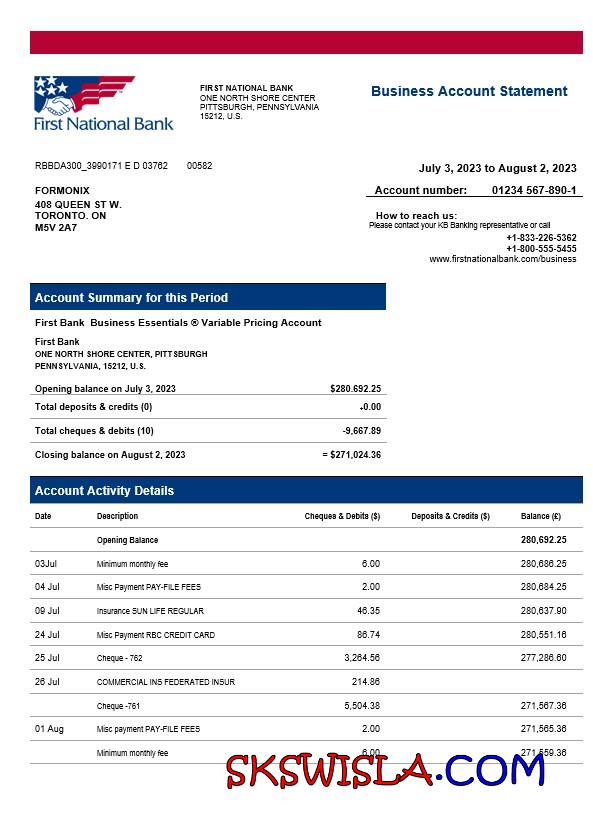 First National Bank
FIRST NATIONAL BANK
ONE NORTH SHORE CENTER
PITTSBURGH, PENNSYLVANIA
15212, U.S.
Business Account Statement
RBBDA300_3990171 E D 03762 00582
July 3, 2023 to August 2, 2023
FORMONIX
408 QUEEN ST W.
TORONTO. ON
M5V 2A7
Account number: 01234 567-890-1
How to reach us:
Please contact your KB Banking representive or call
+1-833-226-5362
+1-800-555-5455
www.firstnationalbank.com/business
Account Summary for this Period
First Bank Business Essentials ® Variable Pricing Account
First Bank
ONE NORTH SHORE CENTER, PITTSBURGH
PENNSYLVANIA, 15212, U.S.
Opening balance on July 3, 2023 $280.692.25
Total deposits & credits (0) +0.00
Total cheques & debits (10) -9,667.89
Closing balance on August 2, 2023 = $271,024.36
Account Activity Details
Date Description Cheques & Debits ($) Deposits & Credits ($) Balance (£)
Opening Balance 280,692.25
03Jul Minimum monthly fee 6.00 280,686.25
04 Jul Misc Payment PAY-FILE FEES 2.00 280,684.25
09 Jul Insurance SUN LIFE REGULAR 46.35 280,637.90
24 Jul Misc Payment RBC CREDIT CARD 86.74 280,551.16
25 Jul Cheque - 762 3,264.56 277,286.60
26 Jul COMMERCIAL INS FEDERATED INSUR 214.86
Cheque -761 5,504.38 271,567.36
01 Aug Misc payment PAY-FILE FEES 2.00 271,565.36
Minimum monthly fee 6.00 271,559.36
SKSWISLA.COM